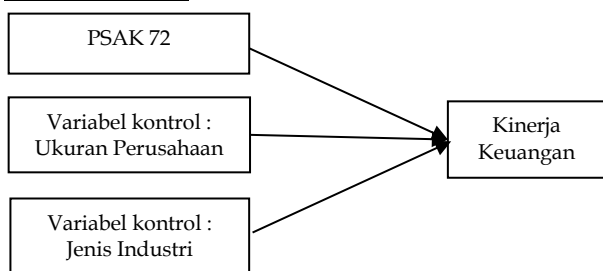 PSAK 72
Variabel kontrol :
Ukuran Perusahaan
Kinerja
Keuangan
Variabel kontrol :
Jenis Industri